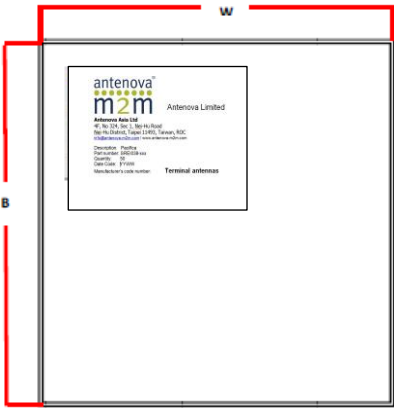 W
B
antenova®
m2m
Antenova Limited
Antenova Asia Ltd
4F, No 324, Sec 1, Nei-Hu Road
Nei-Hu District, Taipei 11493, Taiwan, ROC
Description: Pacifica
Part number:
Quantity: 50
Date Code:
Manufacturer's code number: Terminal antennas